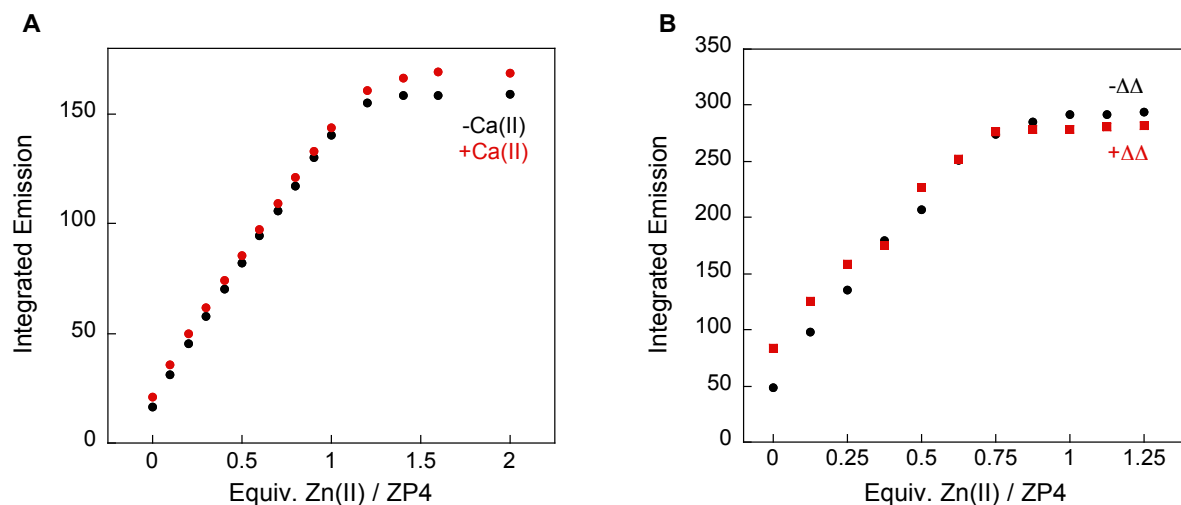 A
Integrated Emission
150
100
50
0
-Ca(II)
+Ca(II)
0 0.5 1 1.5 2
Equiv. Zn(II) / ZP4
B
Integrated Emission
350
300
250
200
150
100
50
0
-ΔΔ
+ΔΔ
0 0.25 0.5 0.75 1 1.25
Equiv. Zn(II) / ZP4